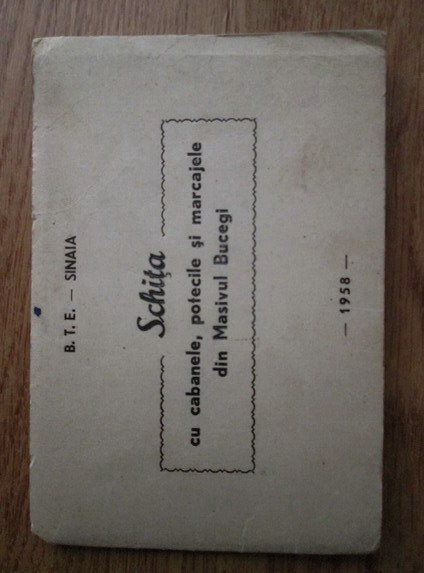 B. T. E. — SINAIA
Schița
cu cabanele, potecile și marcajele
din Masivul Bucegi
— 1958 —